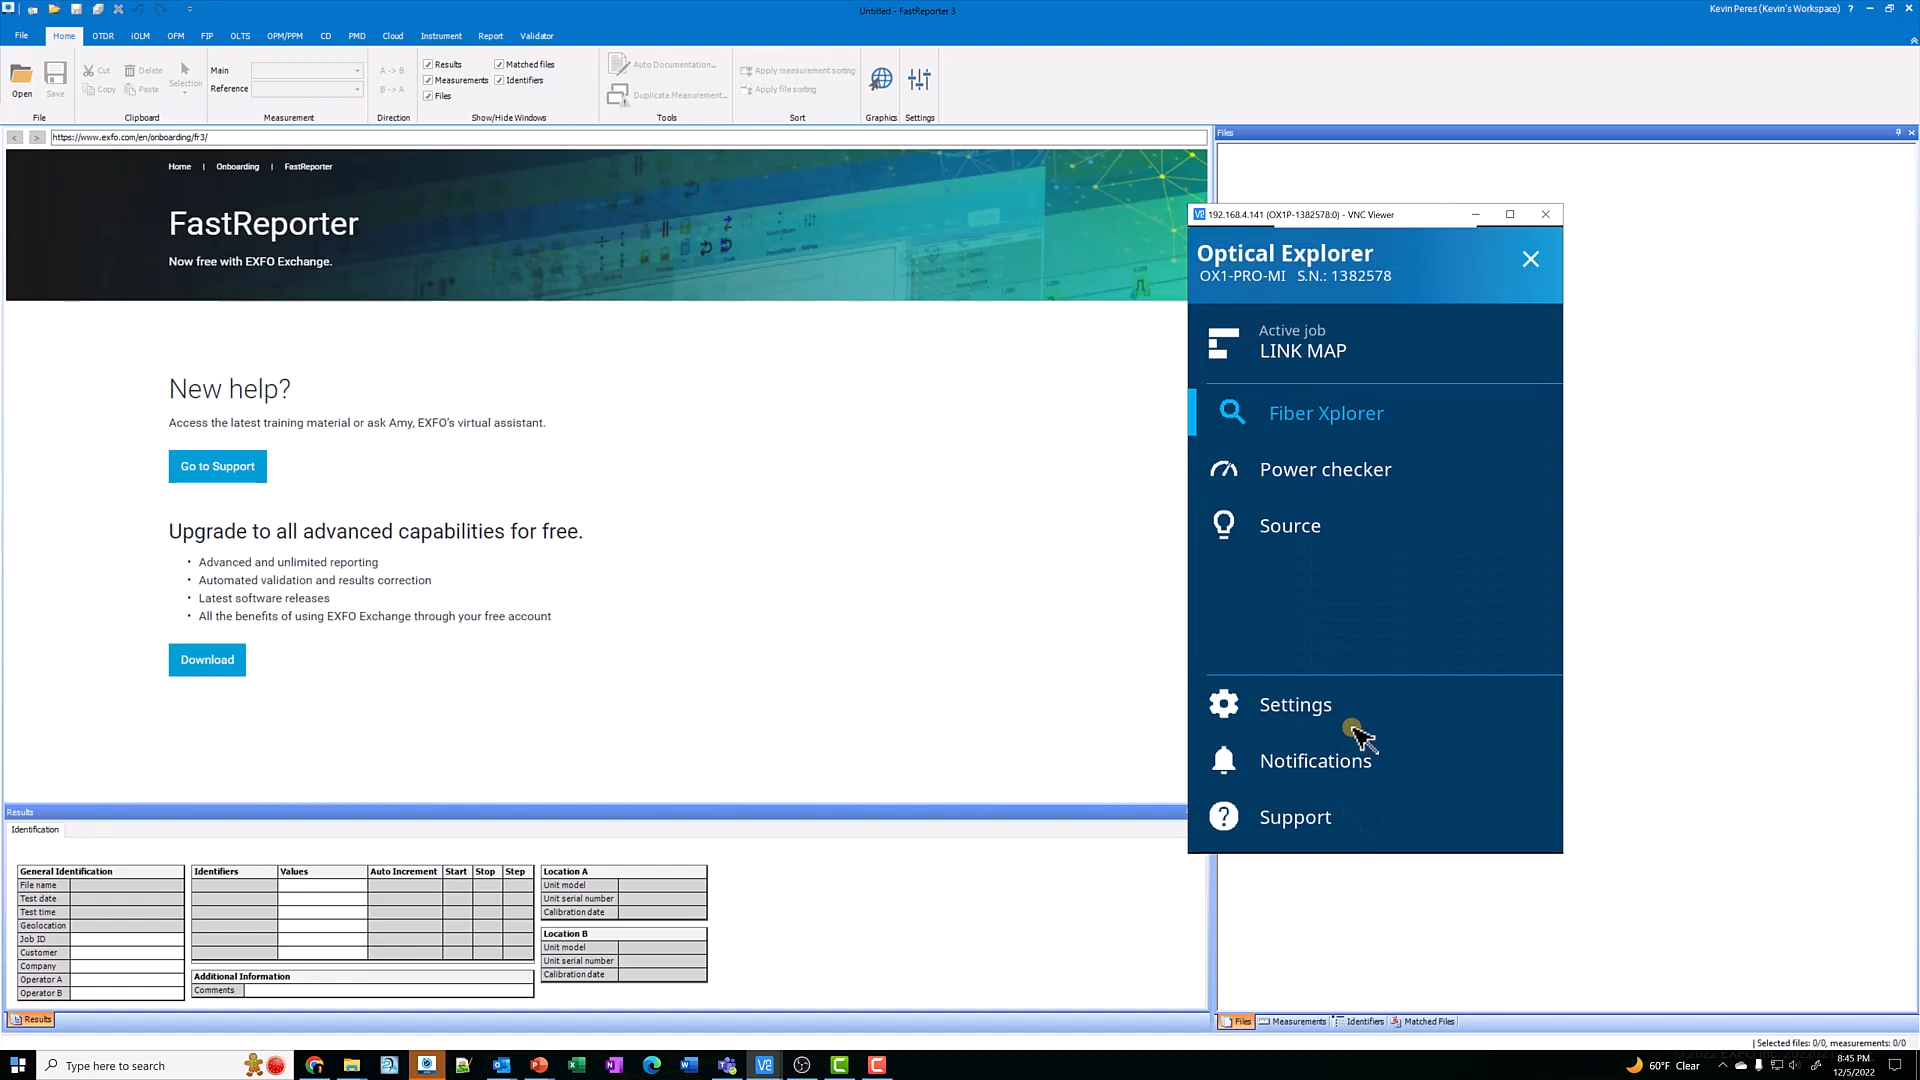 Untitled - FastReporter 3
Kevin Peres (Kevin's Workspace) ?
File Home OTDR iOLM OFM FIP OLTS OPM/PPM CD PMD Cloud Instrument Report Validator
Open Save
Cut Copy Delete Paste Selection
Main
Reference
A -> B
B -> A
Results Matched files
Measurements Identifiers
Files
Auto Documentation...
Duplicate Measurement...
Apply measurement sorting
Apply file sorting
Graphics Settings
File Clipboard Measurement Direction Show/Hide Windows Tools Sort Graphics Settings
< > https://www.exfo.com/en/onboarding/fr3/
Files
Home | Onboarding | FastReporter
FastReporter
Now free with EXFO Exchange.
New help?
Access the latest training material or ask Amy, EXFO's virtual assistant.
Go to Support
Upgrade to all advanced capabilities for free.
• Advanced and unlimited reporting
• Automated validation and results correction
• Latest software releases
• All the benefits of using EXFO Exchange through your free account
Download
192.168.4.141 (OX1P-1382578:0) - VNC Viewer
Optical Explorer
OX1-PRO-MI S.N.: 1382578
Active job
LINK MAP
Fiber Xplorer
Power checker
Source
Settings
Notifications
Support
Results
Identification
General Identification
File name
Test date
Test time
Geolocation
Job ID
Customer
Company
Operator A
Operator B
Identifiers Values Auto Increment Start Stop Step
Additional Information
Comments
Location A
Unit model
Unit serial number
Calibration date
Location B
Unit model
Unit serial number
Calibration date
Results
Files Measurements Identifiers Matched Files
Selected files: 0/0, measurements: 0/0
Type here to search
60°F Clear
8:45 PM
12/5/2022